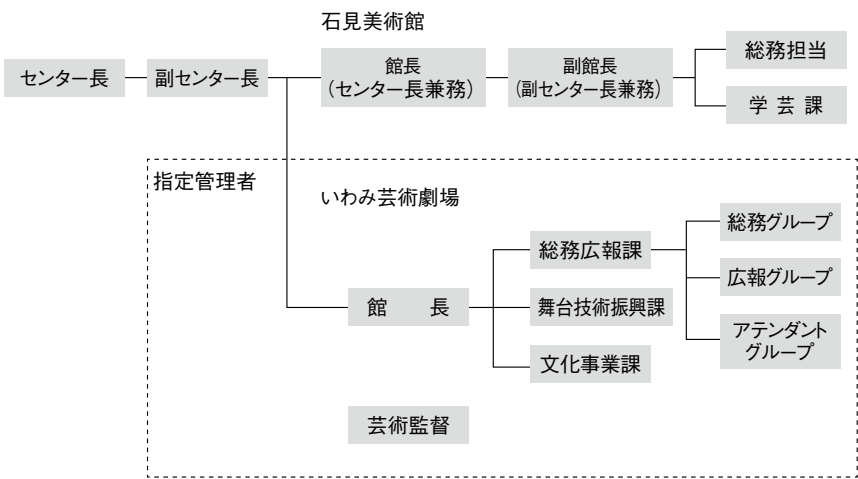 石見美術館
センター長
副センター長
館長
（センター長兼務）
副館長
（副センター長兼務）
総務担当
学 芸 課
指定管理者
いわみ芸術劇場
館　　長
総務広報課
舞台技術振興課
文化事業課
総務グループ
広報グループ
アテンダント
グループ
芸術監督